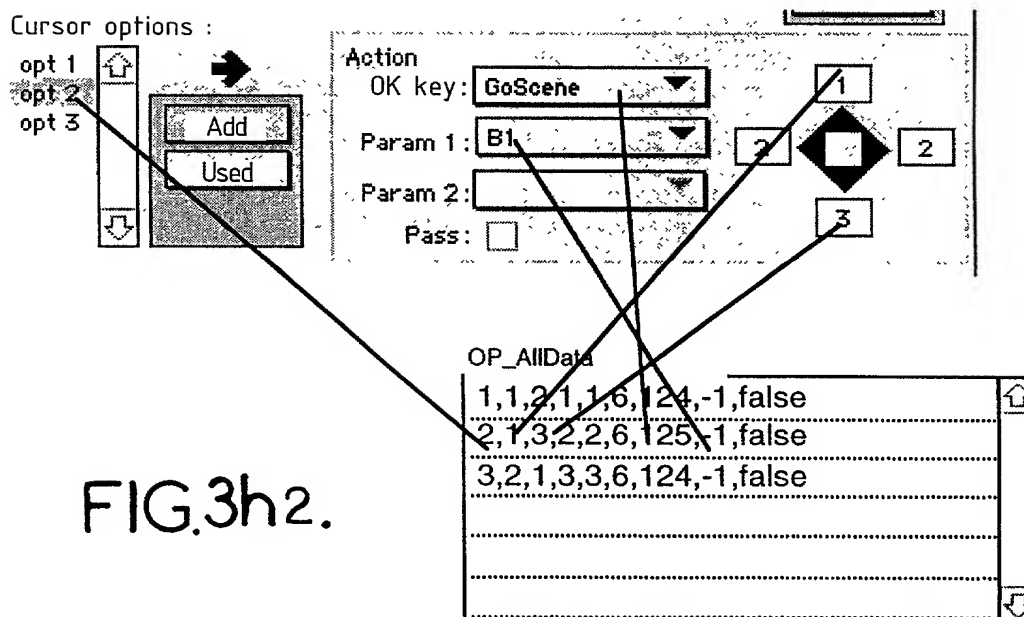 Cursor options :
opt 1
opt 2
opt 3
Add
Used
Action
OK key: GoScene
Param 1 : B1
Param 2 :
Pass :
1
2
2
3
OP_AllData
1,1,2,1,1,6,124,-1,false
2,1,3,2,2,6,125,-1,false
3,2,1,3,3,6,124,-1,false
FIG.3h2.